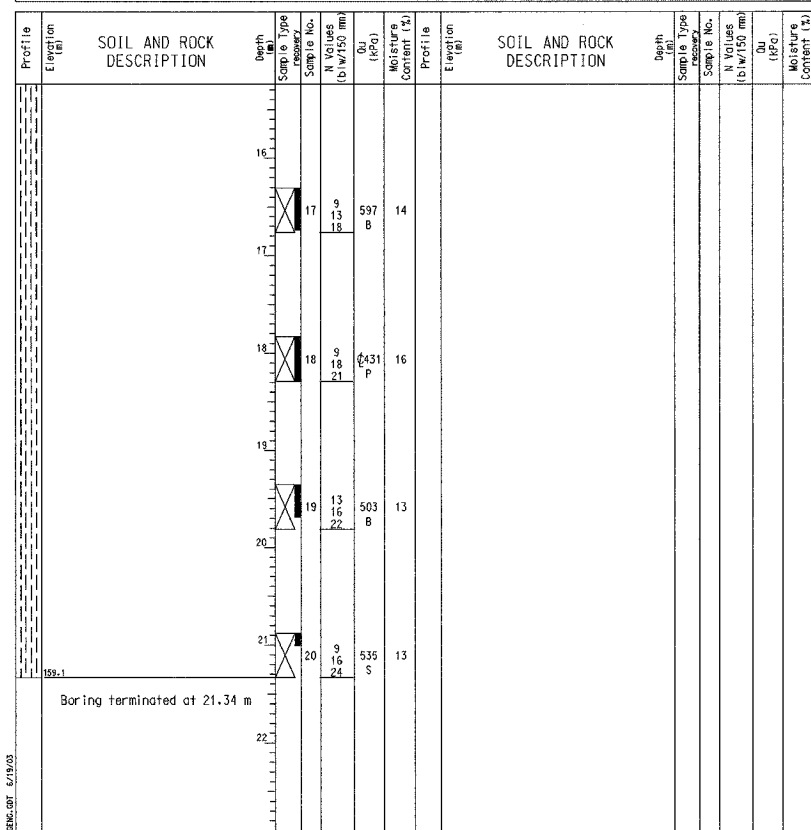 Profile
Elevation (m)
SOIL AND ROCK
DESCRIPTION
Depth (m)
Sample Type
recovery
Sample No.
N Values
(blw/150 mm)
Qu
(kPa)
Moisture
Content (%)
Profile
Elevation (m)
SOIL AND ROCK
DESCRIPTION
Depth (m)
Sample Type
recovery
Sample No.
N Values
(blw/150 mm)
Qu
(kPa)
Moisture
Content (%)
16
17
9
13
18
597
B
14
17
18
18
9
18
21
431
P
16
19
19
13
16
22
503
B
13
20
21
20
9
16
24
535
S
13
159.1
Boring terminated at 21.34 m
22
GENG.GDT 6/19/03